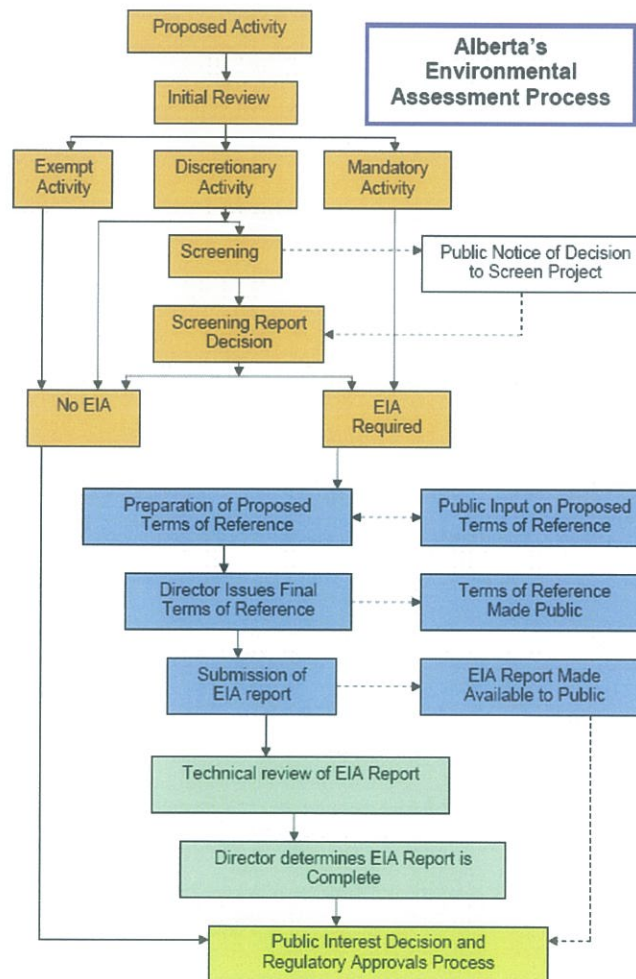 Proposed Activity
Alberta's
Environmental
Assessment Process
Initial Review
Exempt
Activity
Discretionary
Activity
Mandatory
Activity
Screening
Public Notice of Decision
to Screen Project
Screening Report
Decision
No EIA
EIA
Required
Preparation of Proposed
Terms of Reference
Public Input on Proposed
Terms of Reference
Director Issues Final
Terms of Reference
Terms of Reference
Made Public
Submission of
EIA report
EIA Report Made
Available to Public
Technical review of EIA Report
Director determines EIA Report is
Complete
Public Interest Decision and
Regulatory Approvals Process